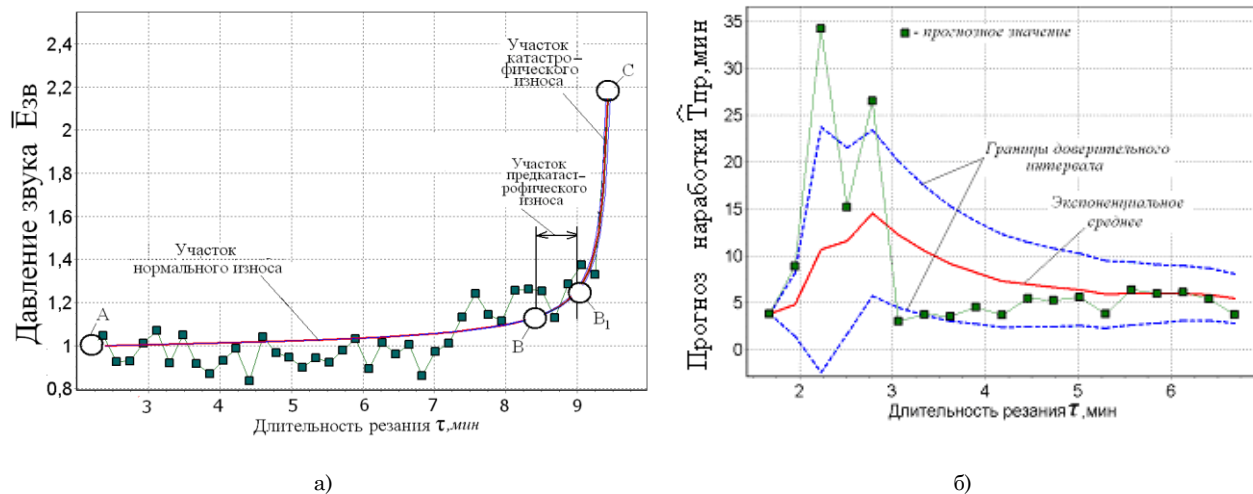 Давление звука E̅зв
2,4
2,2
2
1,8
1,6
1,4
1,2
1
0,8
3
4
5
6
7
8
9
Длительность резания τ,мин
Участок
катастро–
фического
износа
C
Участок
предкатаст–
рофического
износа
Участок
нормального износа
A
B
B1
а)
Прогноз наработки T̂пр,мин
35
30
25
20
15
10
5
0
2
3
4
5
6
Длительность резания τ,мин
- прогнозное значение
Границы доверительного
интервала
Экспоненциальное
среднее
б)